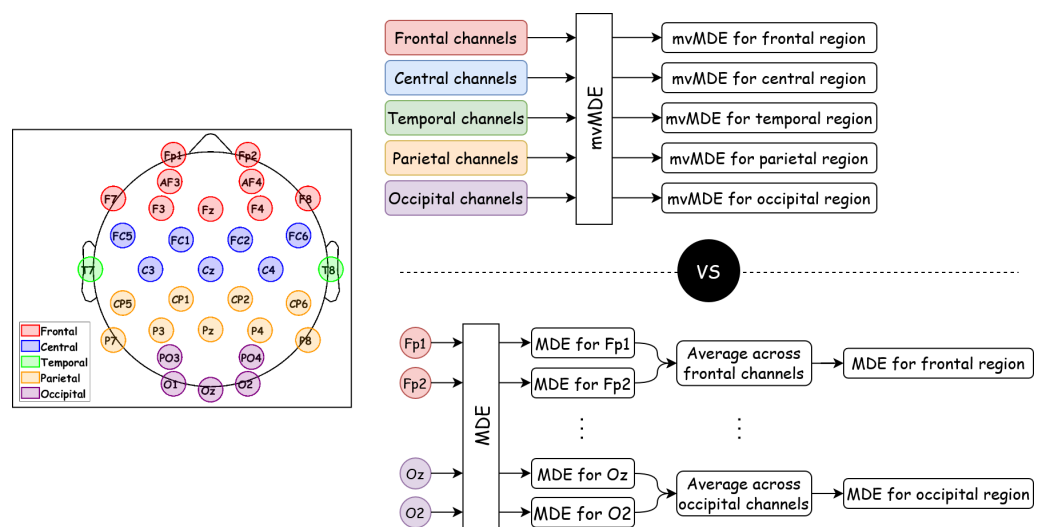 Fp1 Fp2
AF3 AF4
F7 F3 Fz F4 F8
FC5 FC1 FC2 FC6
T7 C3 Cz C4 T8
CP5 CP1 CP2 CP6
P7 P3 Pz P4 P8
PO3 PO4
O1 Oz O2
Frontal
Central
Temporal
Parietal
Occipital
Frontal channels
Central channels
Temporal channels
Parietal channels
Occipital channels
mvMDE
mvMDE for frontal region
mvMDE for central region
mvMDE for temporal region
mvMDE for parietal region
mvMDE for occipital region
VS
Fp1
Fp2
Oz
O2
MDE
MDE for Fp1
MDE for Fp2
⋮
MDE for Oz
MDE for O2
Average across
frontal channels
⋮
Average across
occipital channels
MDE for frontal region
MDE for occipital region